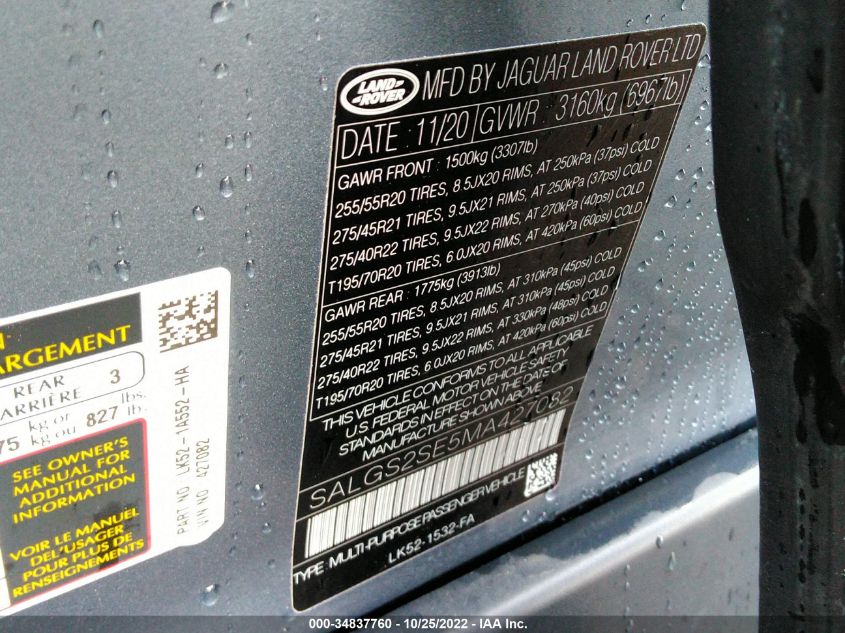 LAND-
-ROVER
MFD BY JAGUAR LAND ROVER LTD
DATE : 11/20 GVWR : 3160kg (6967lb)
GAWR FRONT : 1500kg (3307lb)
255/55R20 TIRES, 8.5JX20 RIMS, AT 250kPa (37psi) COLD
275/45R21 TIRES, 9.5JX21 RIMS, AT 250kPa (37psi) COLD
275/40R22 TIRES, 9.5JX22 RIMS, AT 270kPa (40psi) COLD
T195/70R20 TIRES, 6.0JX20 RIMS, AT 420kPa (60psi) COLD
GAWR REAR : 1775kg (3913lb)
255/55R20 TIRES, 8.5JX20 RIMS, AT 310kPa (45psi) COLD
275/45R21 TIRES, 9.5JX21 RIMS, AT 310kPa (45psi) COLD
275/40R22 TIRES, 9.5JX22 RIMS, AT 330kPa (48psi) COLD
T195/70R20 TIRES, 6.0JX20 RIMS, AT 420kPa (60psi) COLD
THIS VEHICLE CONFORMS TO ALL APPLICABLE
U.S. FEDERAL MOTOR VEHICLE SAFETY
STANDARDS IN EFFECT ON THE DATE OF
MANUFACTURE SHOWN ABOVE.
SALGS2SE5MA427082
TYPE MULTI-PURPOSE PASSENGER VEHICLE
LK52-1532-FA
ARGEMENT
REAR 3
ARRIÈRE
75 kg or 827 lbs.
kg ou lb.
SEE OWNER'S
MANUAL FOR
ADDITIONAL
INFORMATION
VOIR LE MANUEL
DE L'USAGER
POUR PLUS DE
RENSEIGNEMENTS
PART NO LK52-1A552-HA
VIN NO 427082
000-34837760 - 10/25/2022 - IAA Inc.